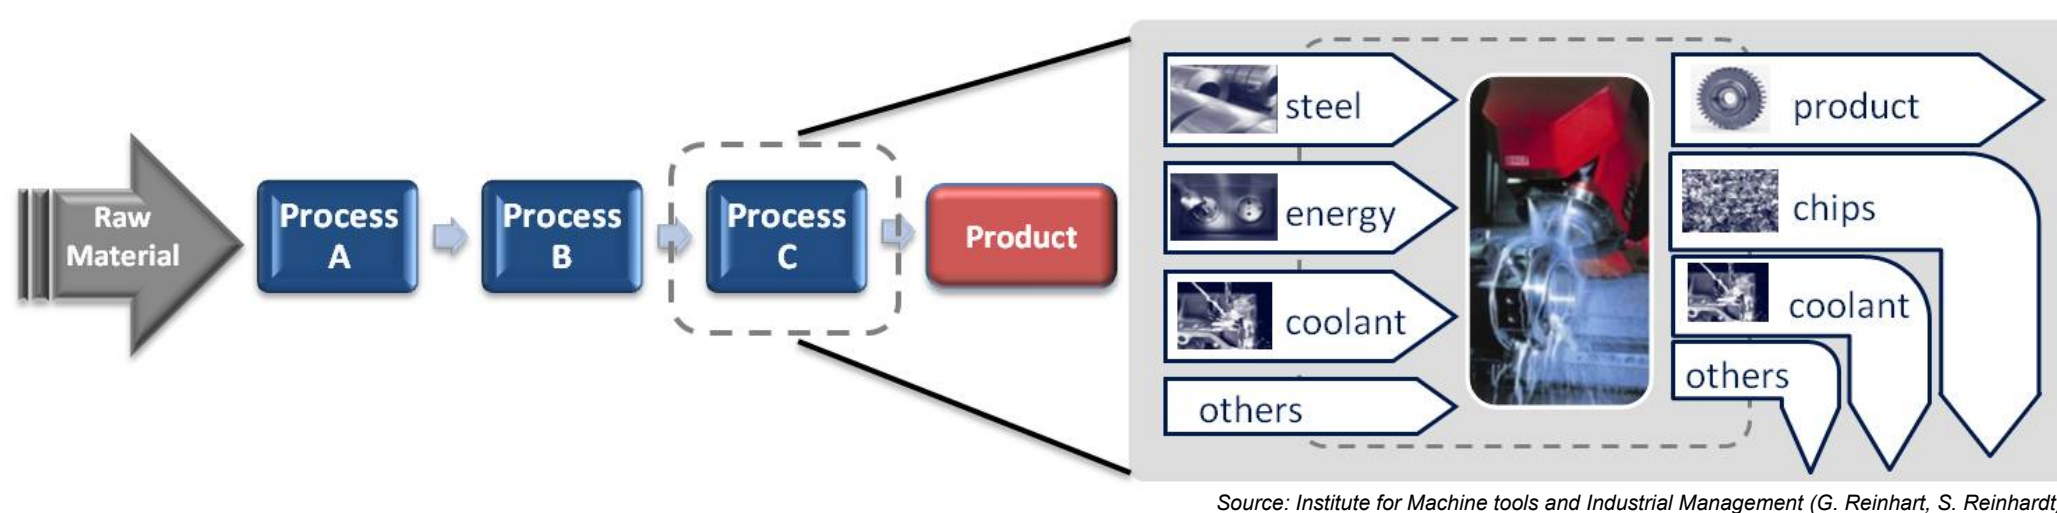 Raw
Material
Process
A
Process
B
Process
C
Product
steel
energy
coolant
others
product
chips
coolant
others
Source: Institute for Machine tools and Industrial Management (G. Reinhart, S. Reinhardt)